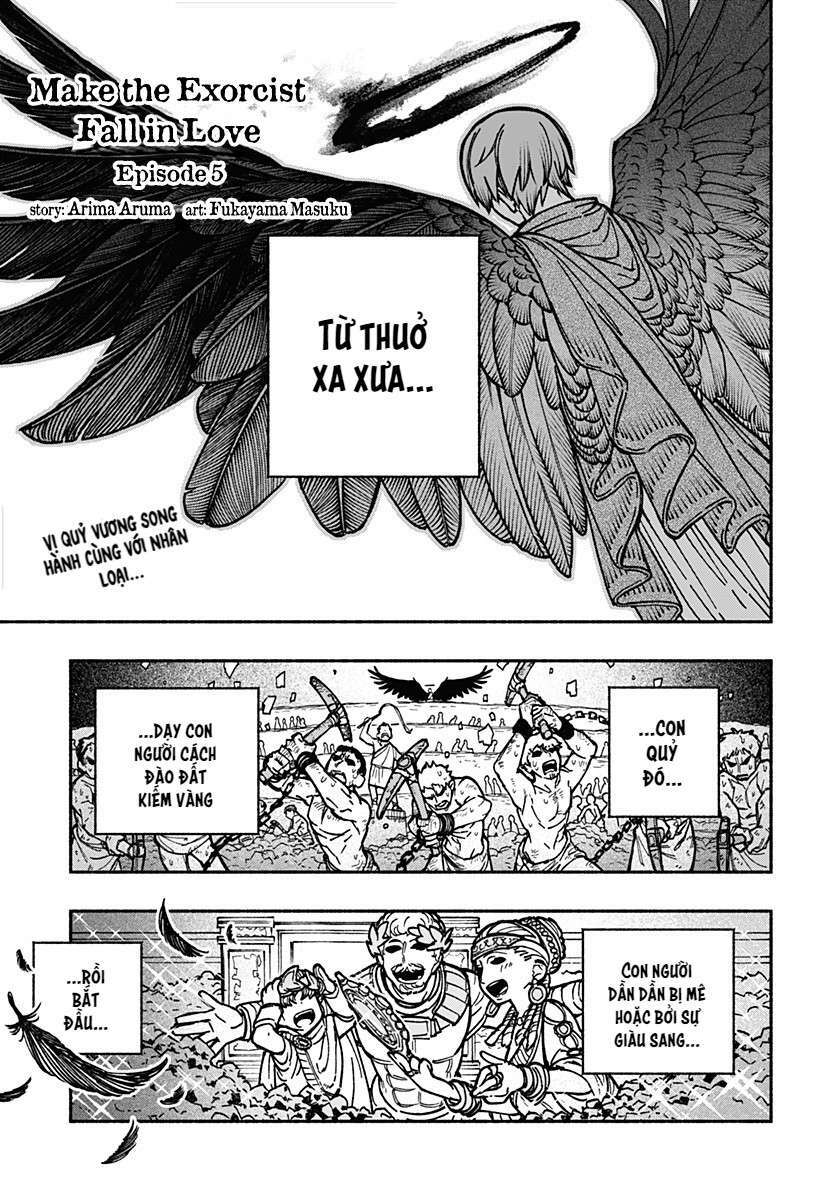 Make the Exorcist
Fall in Love
Episode 5
story: Arima Aruma art: Fukayama Masuku
TỪ THUỞ
XA XƯA...
VỊ QUỶ VƯƠNG SONG
HÀNH CÙNG VỚI NHÂN
LOẠI...
...CON
QUỶ
ĐÓ...
...DẠY CON
NGƯỜI CÁCH
ĐÀO ĐẤT
KIẾM VÀNG
CON NGƯỜI
DẦN DẦN BỊ MÊ
HOẶC BỞI SỰ
GIÀU SANG...
...RỒI
BẮT
ĐẦU...